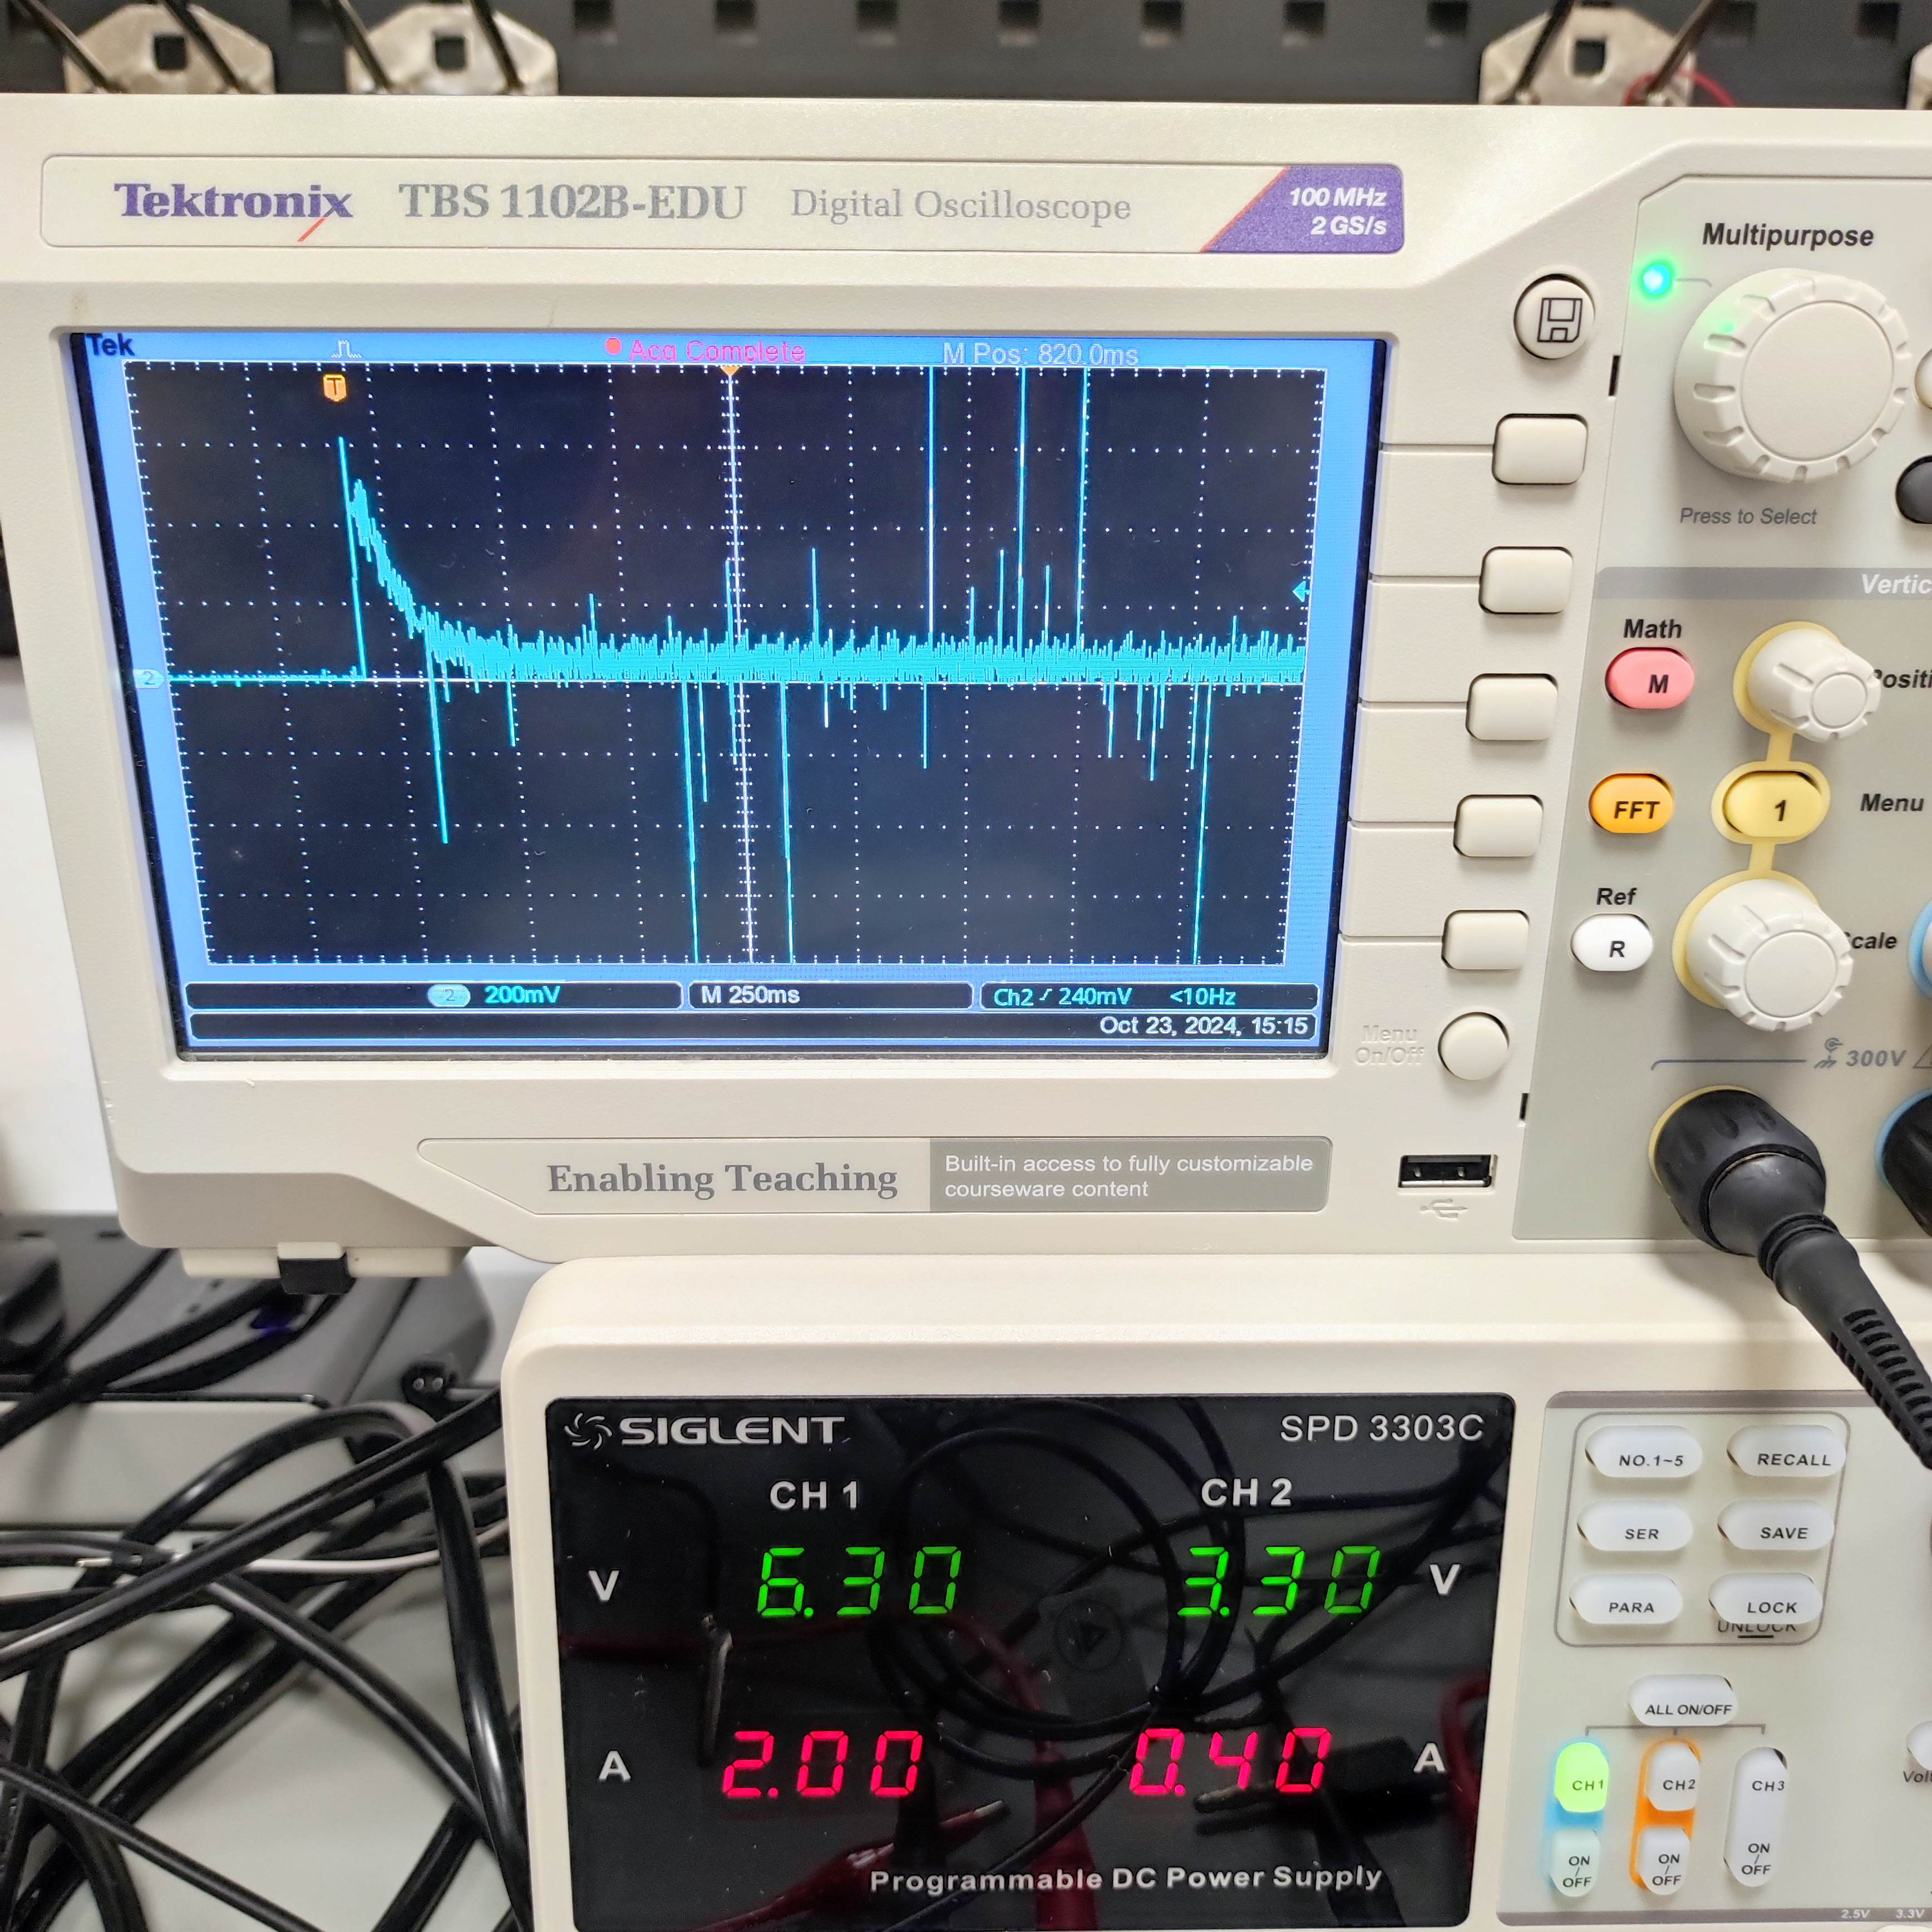 Tektronix TBS 1102B-EDU Digital Oscilloscope
100 MHz
2 GS/s
Multipurpose
Press to Select
Tek
Acq Complete
M Pos: 820.0ms
T
2
2 200mV
M 250ms
Ch2 240mV <10Hz
Oct 23, 2024, 15:15
Math
M
FFT
1
Menu
Ref
R
Menu
On/Off
300V
Enabling Teaching
Built-in access to fully customizable
courseware content
SIGLENT
SPD 3303C
CH 1
CH 2
V 6.30
3.30 V
A 2.00
0.40 A
Programmable DC Power Supply
NO.1~5
RECALL
SER
SAVE
PARA
LOCK
UNLOCK
ALL ON/OFF
CH1
CH2
CH3
ON/OFF
ON/OFF
ON/OFF
2.5V 3.3V